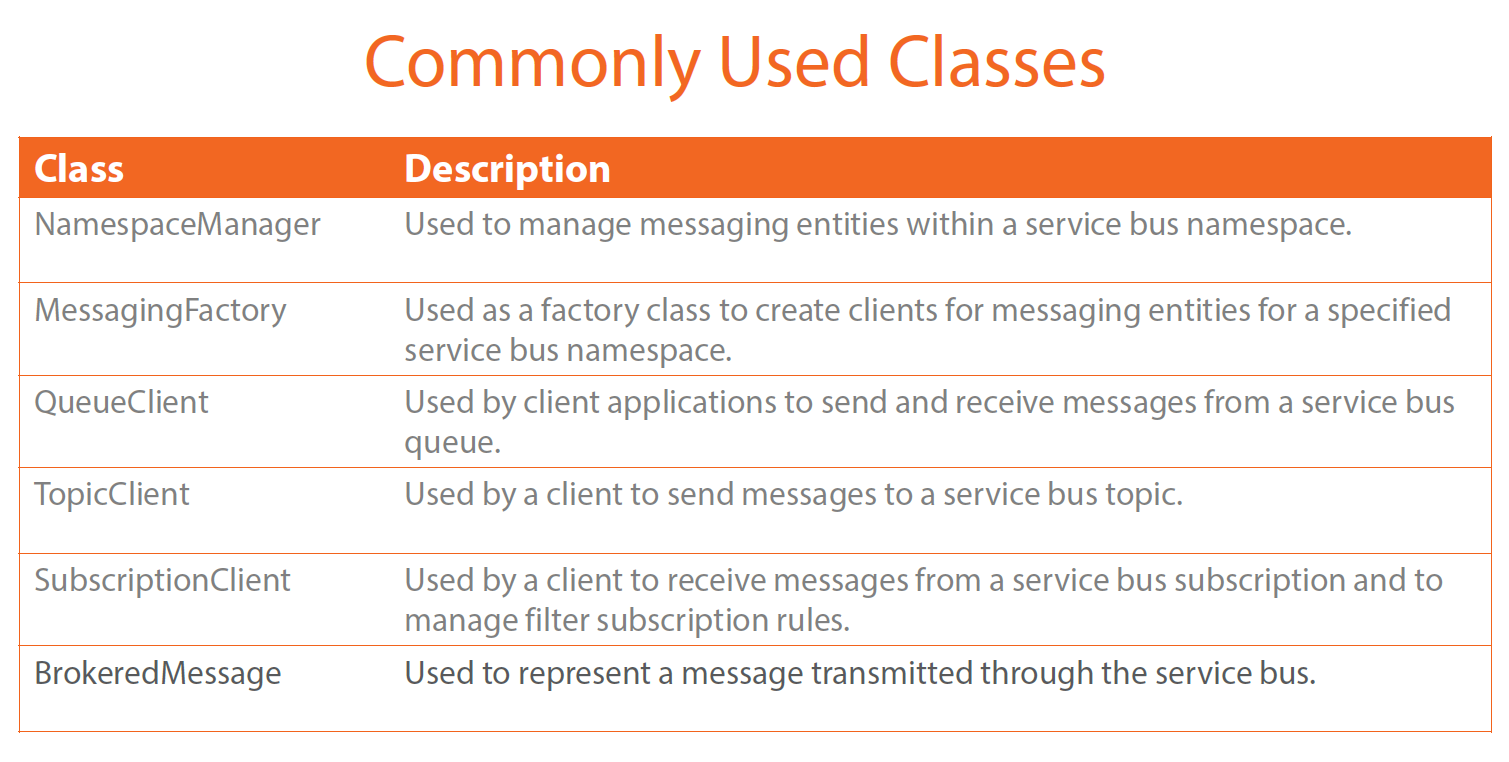 Commonly Used Classes
Class Description
NamespaceManager Used to manage messaging entities within a service bus namespace.
MessagingFactory Used as a factory class to create clients for messaging entities for a specified
service bus namespace.
QueueClient Used by client applications to send and receive messages from a service bus
queue.
TopicClient Used by a client to send messages to a service bus topic.
SubscriptionClient Used by a client to receive messages from a service bus subscription and to
manage filter subscription rules.
BrokeredMessage Used to represent a message transmitted through the service bus.